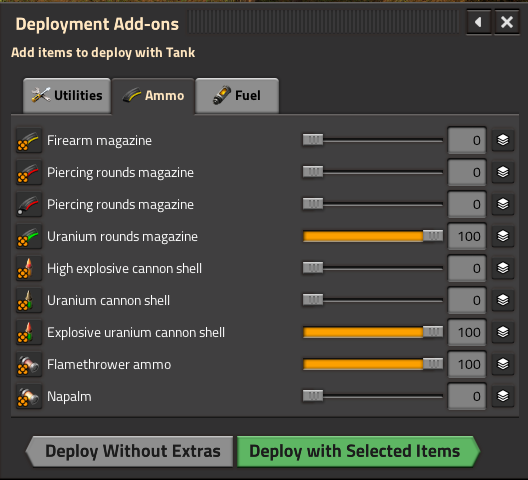 Deployment Add-ons
Add items to deploy with Tank
Utilities Ammo Fuel
Firearm magazine 0
Piercing rounds magazine 0
Piercing rounds magazine 0
Uranium rounds magazine 100
High explosive cannon shell 0
Uranium cannon shell 0
Explosive uranium cannon shell 100
Flamethrower ammo 100
Napalm 0
Deploy Without Extras Deploy with Selected Items